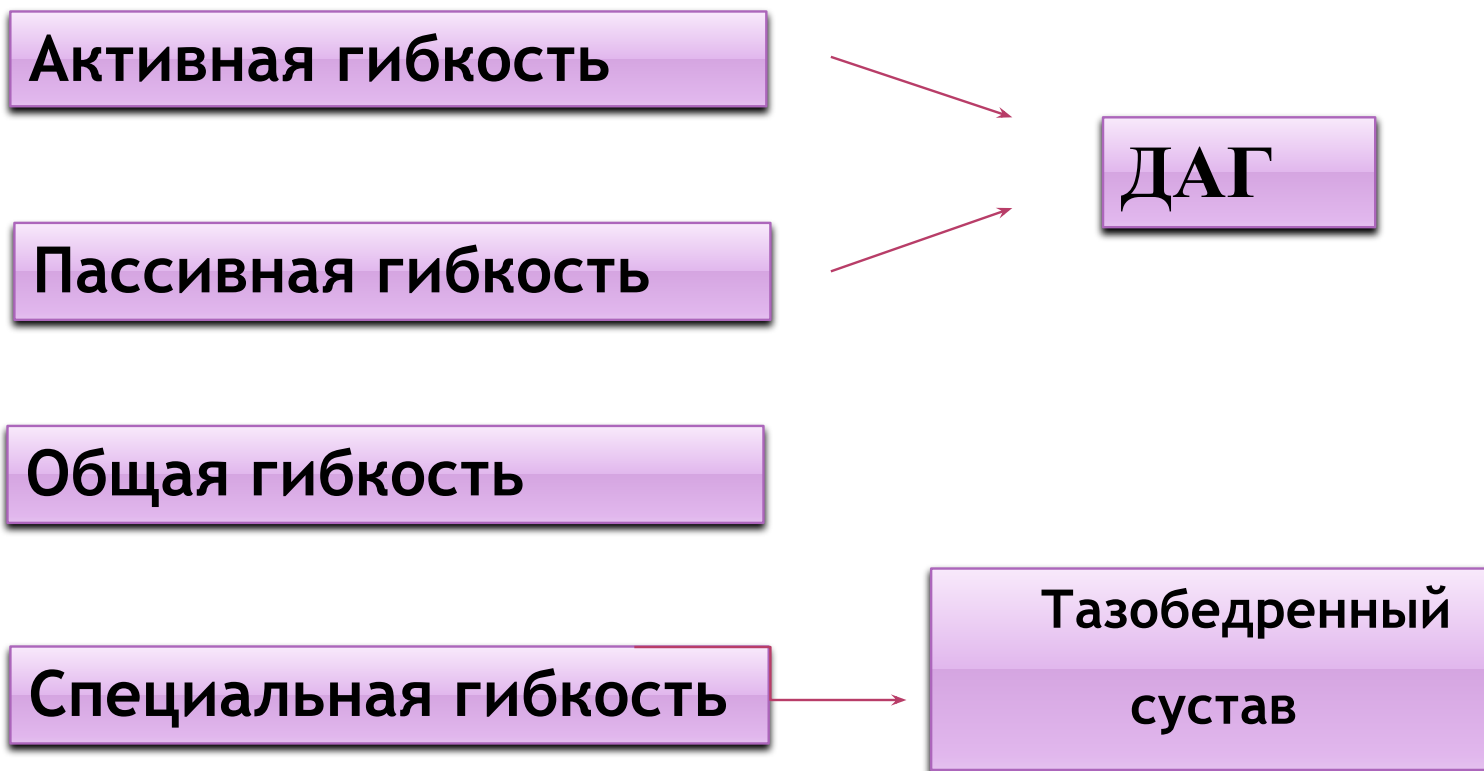 Активная гибкость
ДАГ
Пассивная гибкость
Общая гибкость
Специальная гибкость
Тазобедренный
сустав